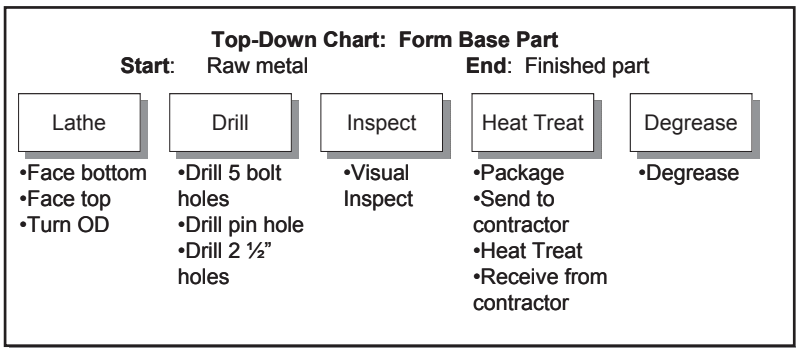 Top-Down Chart: Form Base Part
Start: Raw metal
End: Finished part
Lathe
•Face bottom
•Face top
•Turn OD
Drill
•Drill 5 bolt
holes
•Drill pin hole
•Drill 2 ½”
holes
Inspect
•Visual
Inspect
Heat Treat
•Package
•Send to
contractor
•Heat Treat
•Receive from
contractor
Degrease
•Degrease